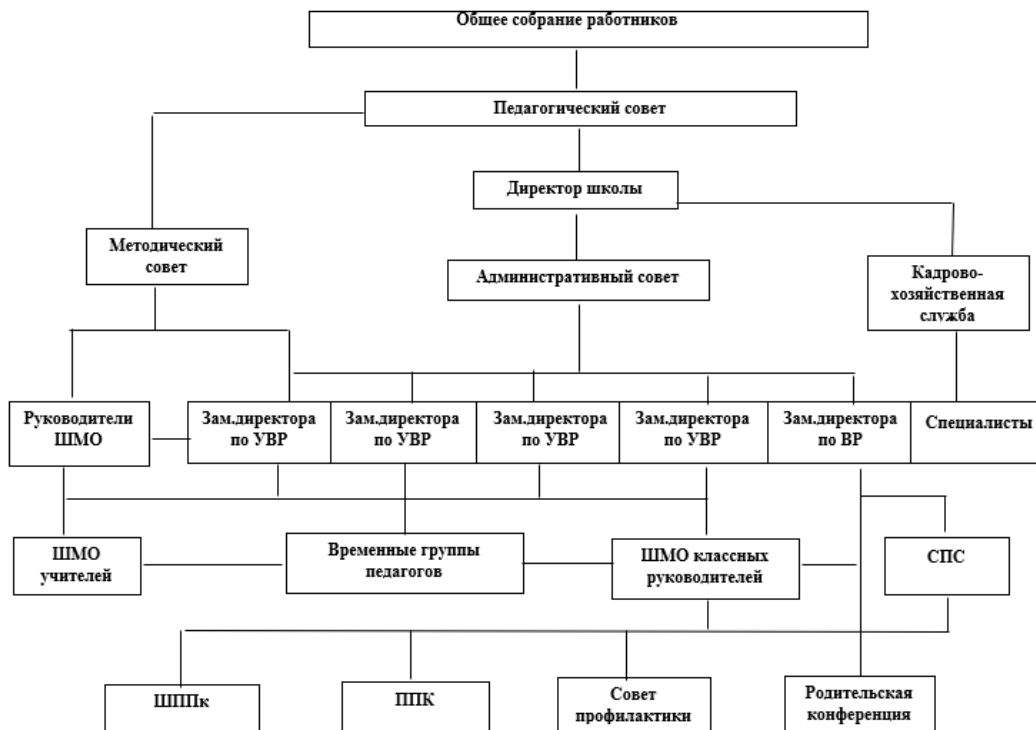 Общее собрание работников
Педагогический совет
Директор школы
Методический
совет
Административный совет
Кадрово-
хозяйственная
служба
Руководители
ШМО
Зам.директора
по УВР
Зам.директора
по УВР
Зам.директора
по УВР
Зам.директора
по УВР
Зам.директора
по ВР
Специалисты
ШМО
учителей
Временные группы
педагогов
ШМО классных
руководителей
СПС
ШППк
ППК
Совет
профилактики
Родительская
конференция